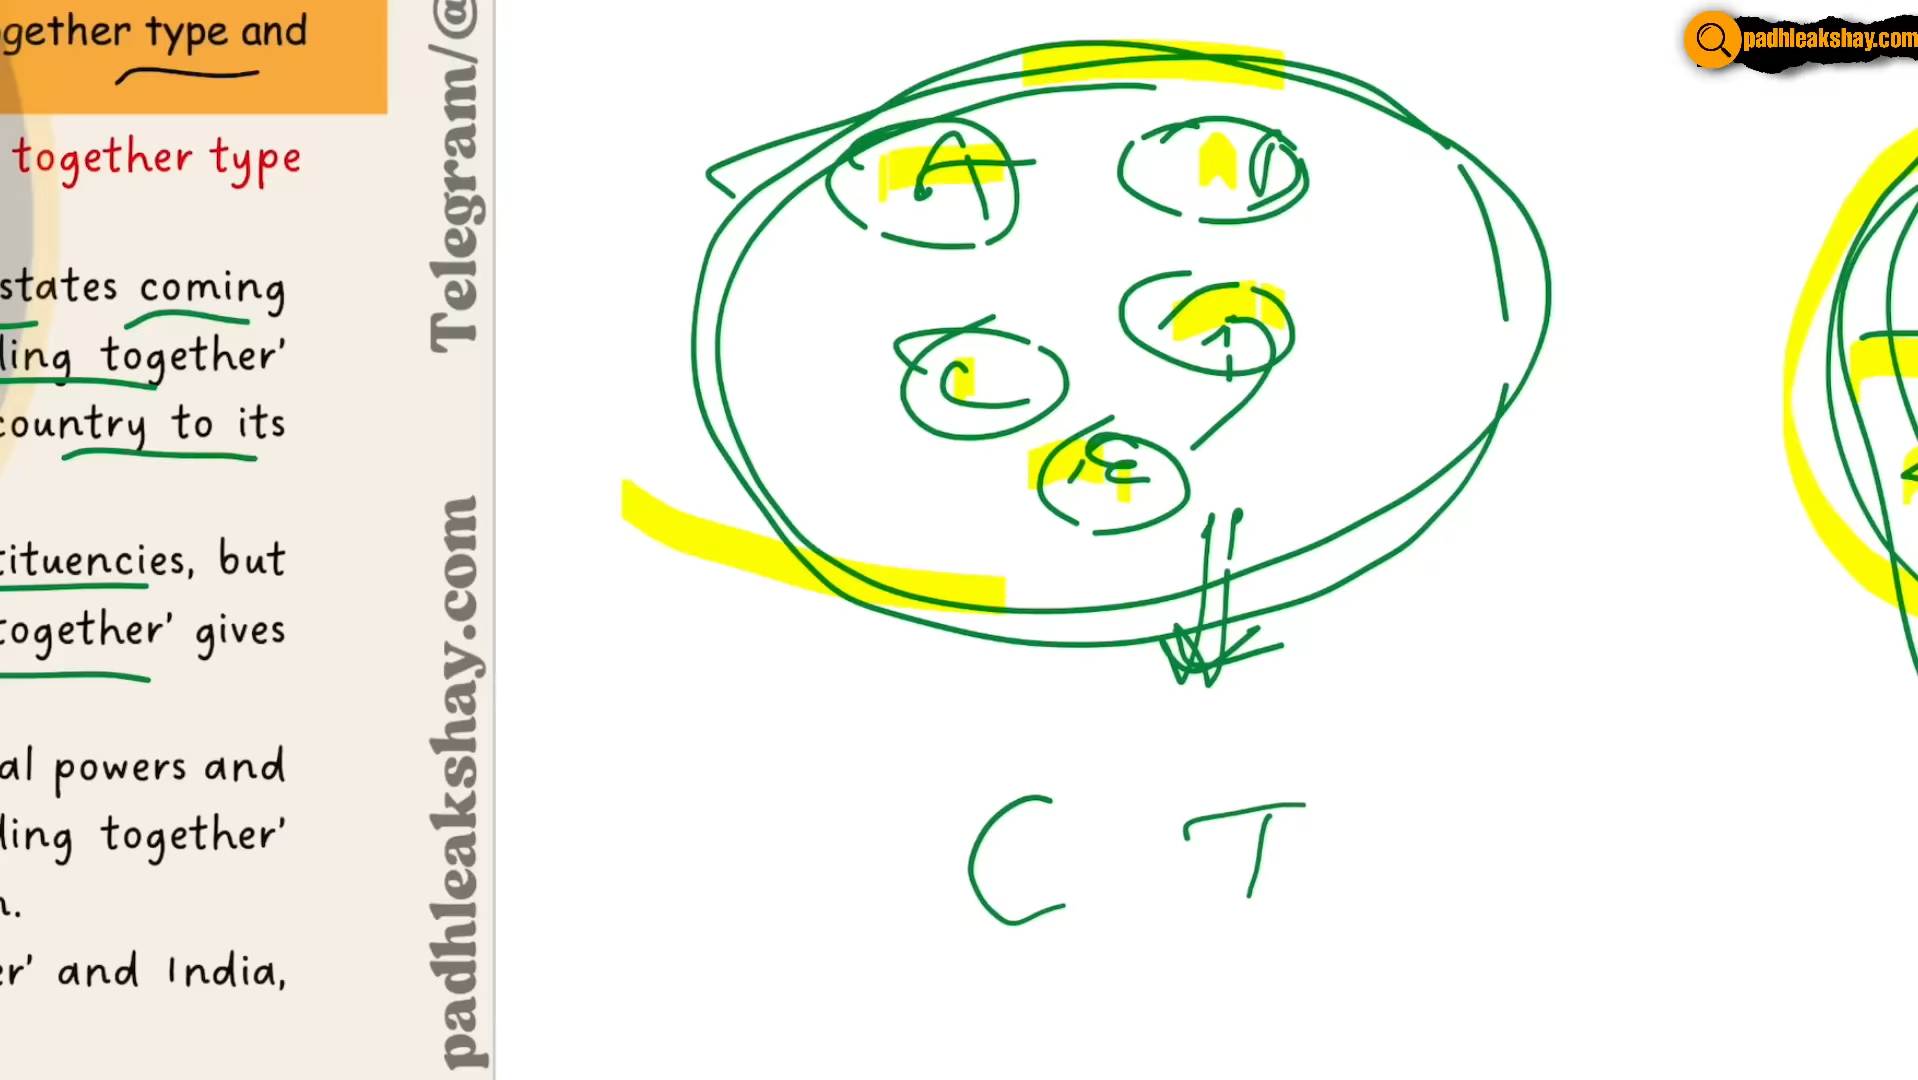 gether type and
together type
states coming
ling together'
country to its
tituencies, but
together' gives
al powers and
ling together'
er' and India,
Telegram/@
padhleakshay.com
padhleakshay.com
A
C
E
C T